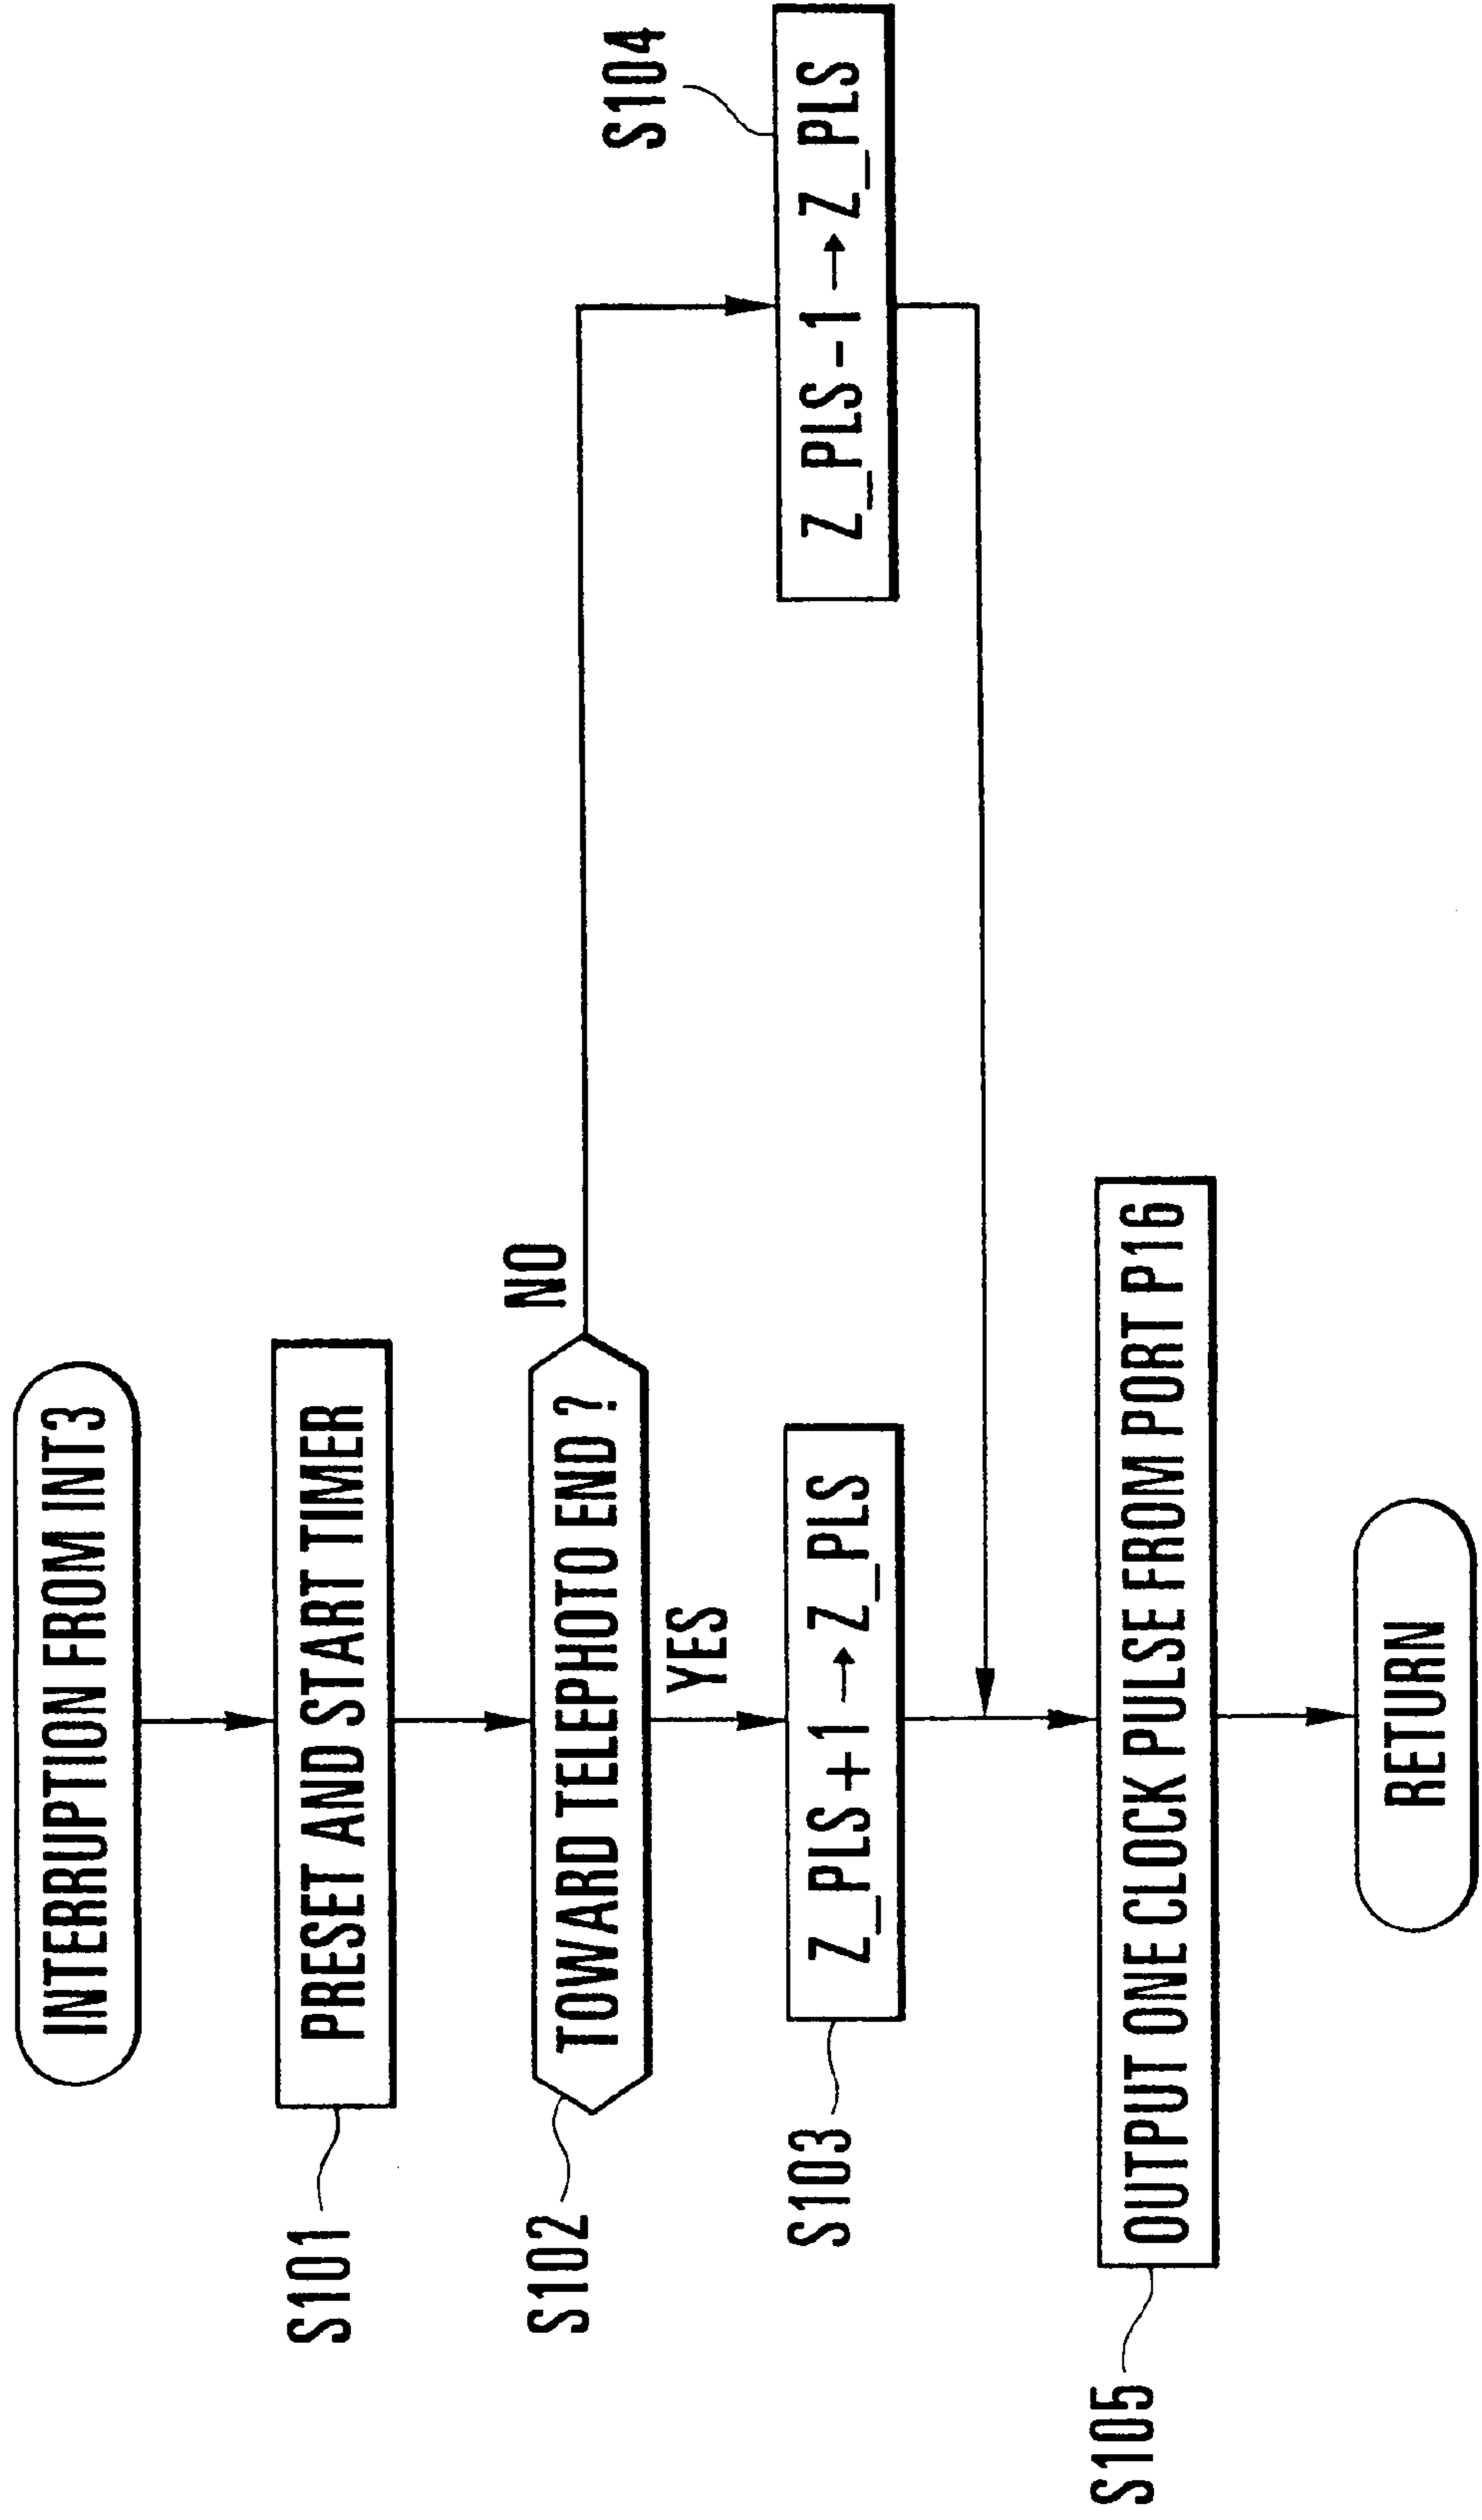 INTERRUPTION FROM INT3
S101
PRESET AND START TIMER
S102
TOWARD TELEPHOTO END ?
NO
YES
S103
Z_PLS + 1 → Z_PLS
S104
Z_PLS - 1 → Z_PLS
S105
OUTPUT ONE CLOCK PULSE FROM PORT P16
RETURN